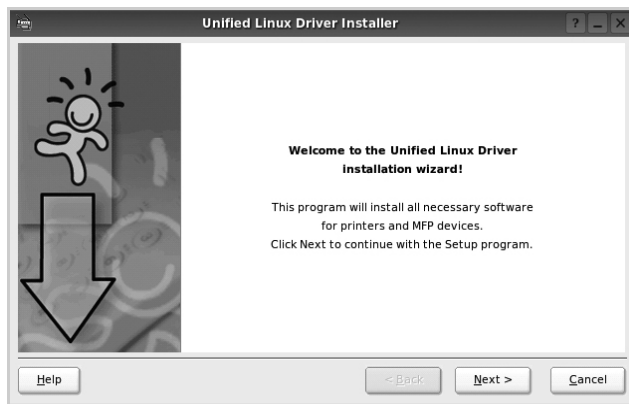 Unified Linux Driver Installer
Welcome to the Unified Linux Driver
installation wizard!
This program will install all necessary software
for printers and MFP devices.
Click Next to continue with the Setup program.
Help
< Back
Next >
Cancel